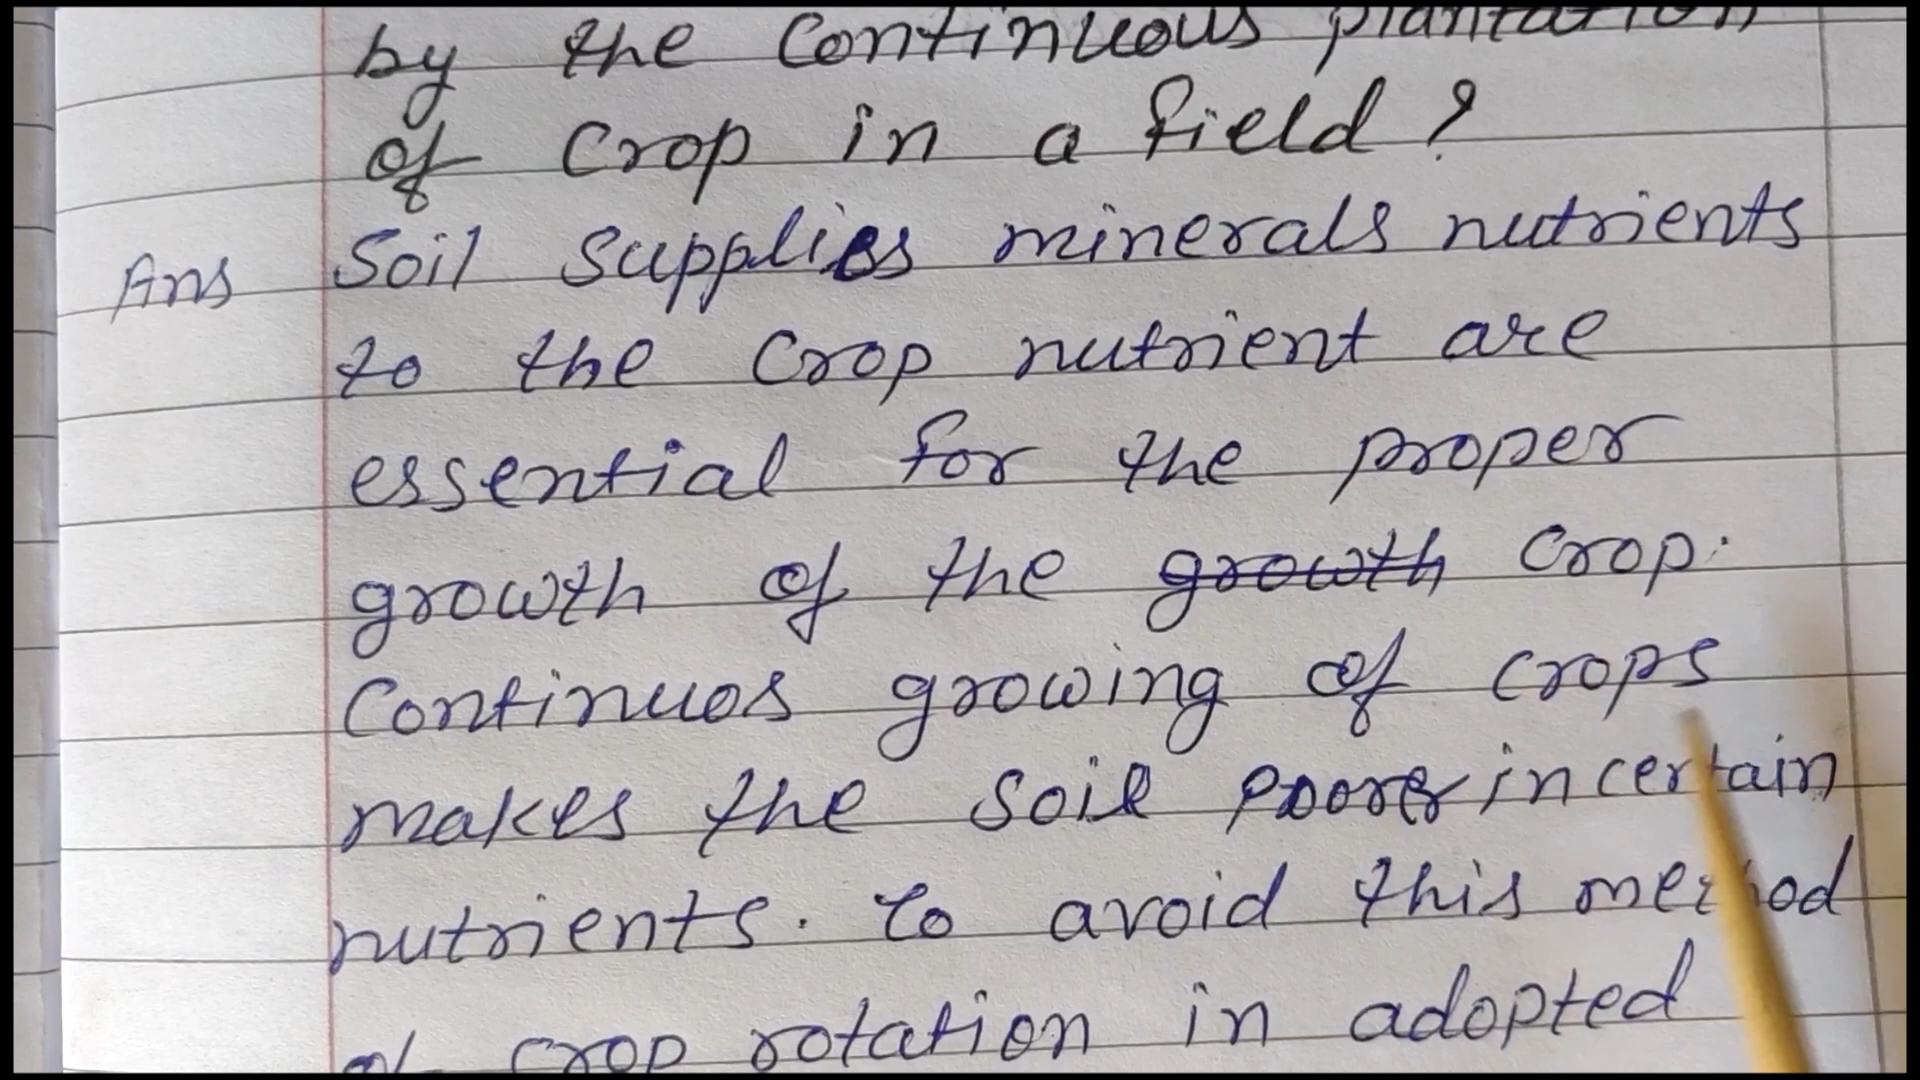 by the continuous plantation
of crop in a field?
Ans Soil supplies minerals nutrients
to the crop nutrient are
essential for the proper
growth of the growth crop.
Continuos growing of crops
makes the soil poorer in certain
nutrients. to avoid this method
of crop rotation in adopted